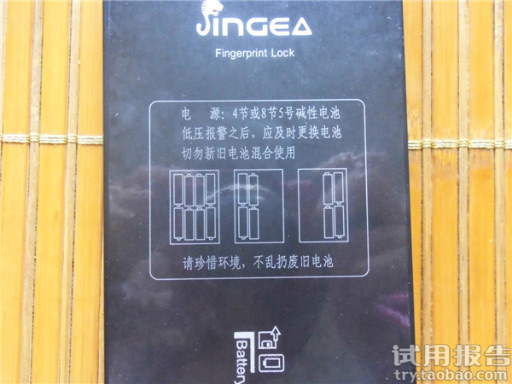 JINGEA
Fingerprint Lock
电 源:4节或8节5号碱性电池
低压报警之后,应及时更换电池
切勿新旧电池混合使用
请珍惜环境,不乱扔废旧电池
Battery
试用报告
try.taobao.com